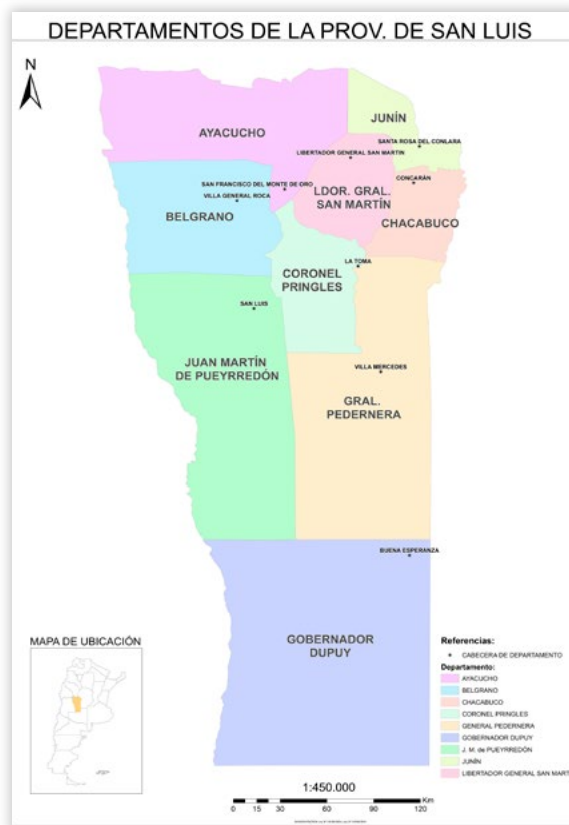 DEPARTAMENTOS DE LA PROV. DE SAN LUIS
N
JUNÍN
AYACUCHO
SANTA ROSA DEL CONLARA
LIBERTADOR GENERAL SAN MARTIN
CONCARÁN
SAN FRANCISCO DEL MONTE DE ORO
LDOR. GRAL.
SAN MARTÍN
VILLA GENERAL ROCA
BELGRANO
CHACABUCO
LA TOMA
CORONEL
PRINGLES
SAN LUIS
JUAN MARTÍN
DE PUEYRREDÓN
VILLA MERCEDES
GRAL.
PEDERNERA
BUENA ESPERANZA
GOBERNADOR
DUPUY
MAPA DE UBICACIÓN
Referencias:
CABECERA DE DEPARTAMENTO
Departamento:
AYACUCHO
BELGRANO
CHACABUCO
CORONEL PRINGLES
GENERAL PEDERNERA
GOBERNADOR DUPUY
J. M. de PUEYRREDÓN
JUNÍN
LIBERTADOR GENERAL SAN MART
1:450.000
0 15 30 60 90 120 Km